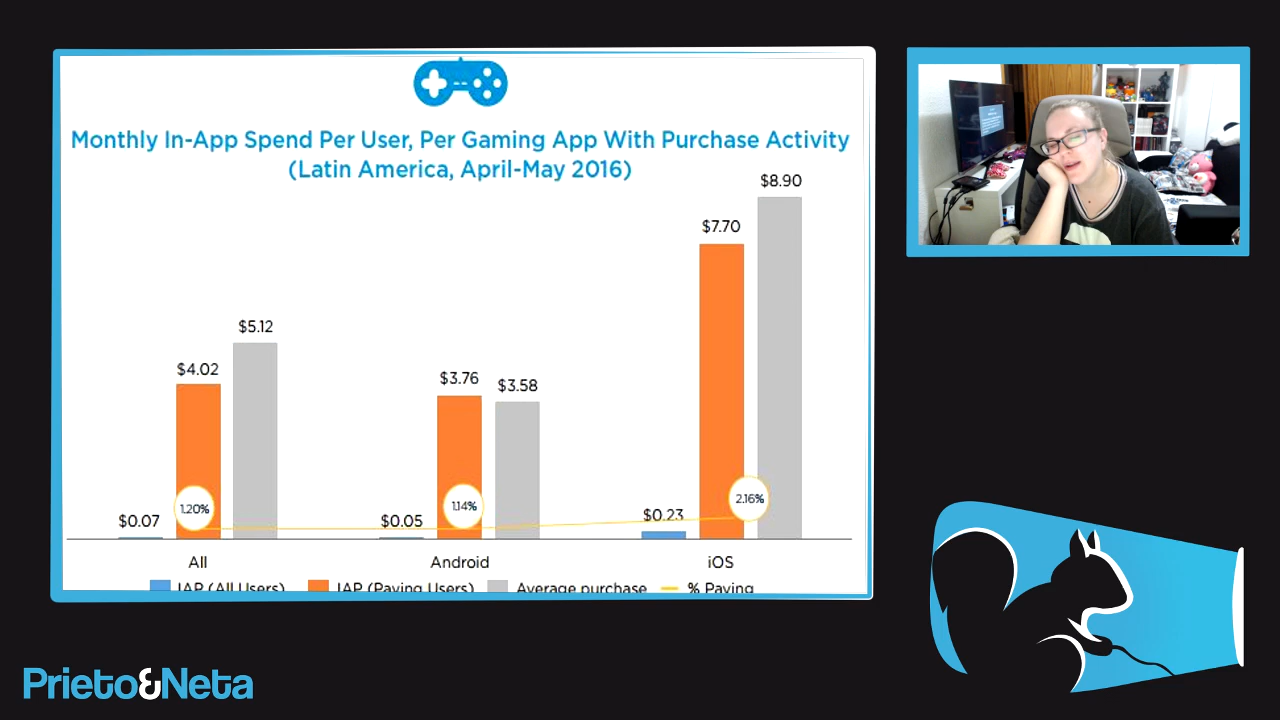 Monthly In-App Spend Per User, Per Gaming App With Purchase Activity
(Latin America, April-May 2016)
$0.07
$4.02
$5.12
1.20%
$0.05
$3.76
$3.58
1.14%
$0.23
$7.70
$8.90
2.16%
All
Android
iOS
IAP (All Users) IAP (Paying Users) Average purchase % Paying
Prieto&Neta